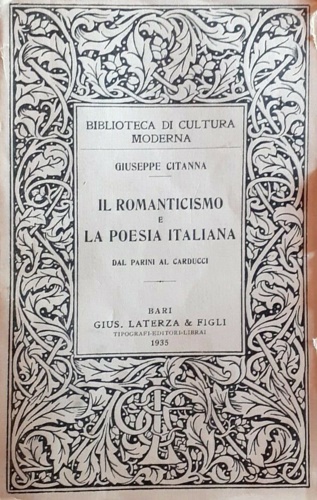 BIBLIOTECA DI CULTURA
MODERNA
GIUSEPPE CITANNA
IL ROMANTICISMO
E
LA POESIA ITALIANA
DAL PARINI AL CARDUCCI
BARI
GIUS. LATERZA & FIGLI
TIPOGRAFI-EDITORI-LIBRAI
1935